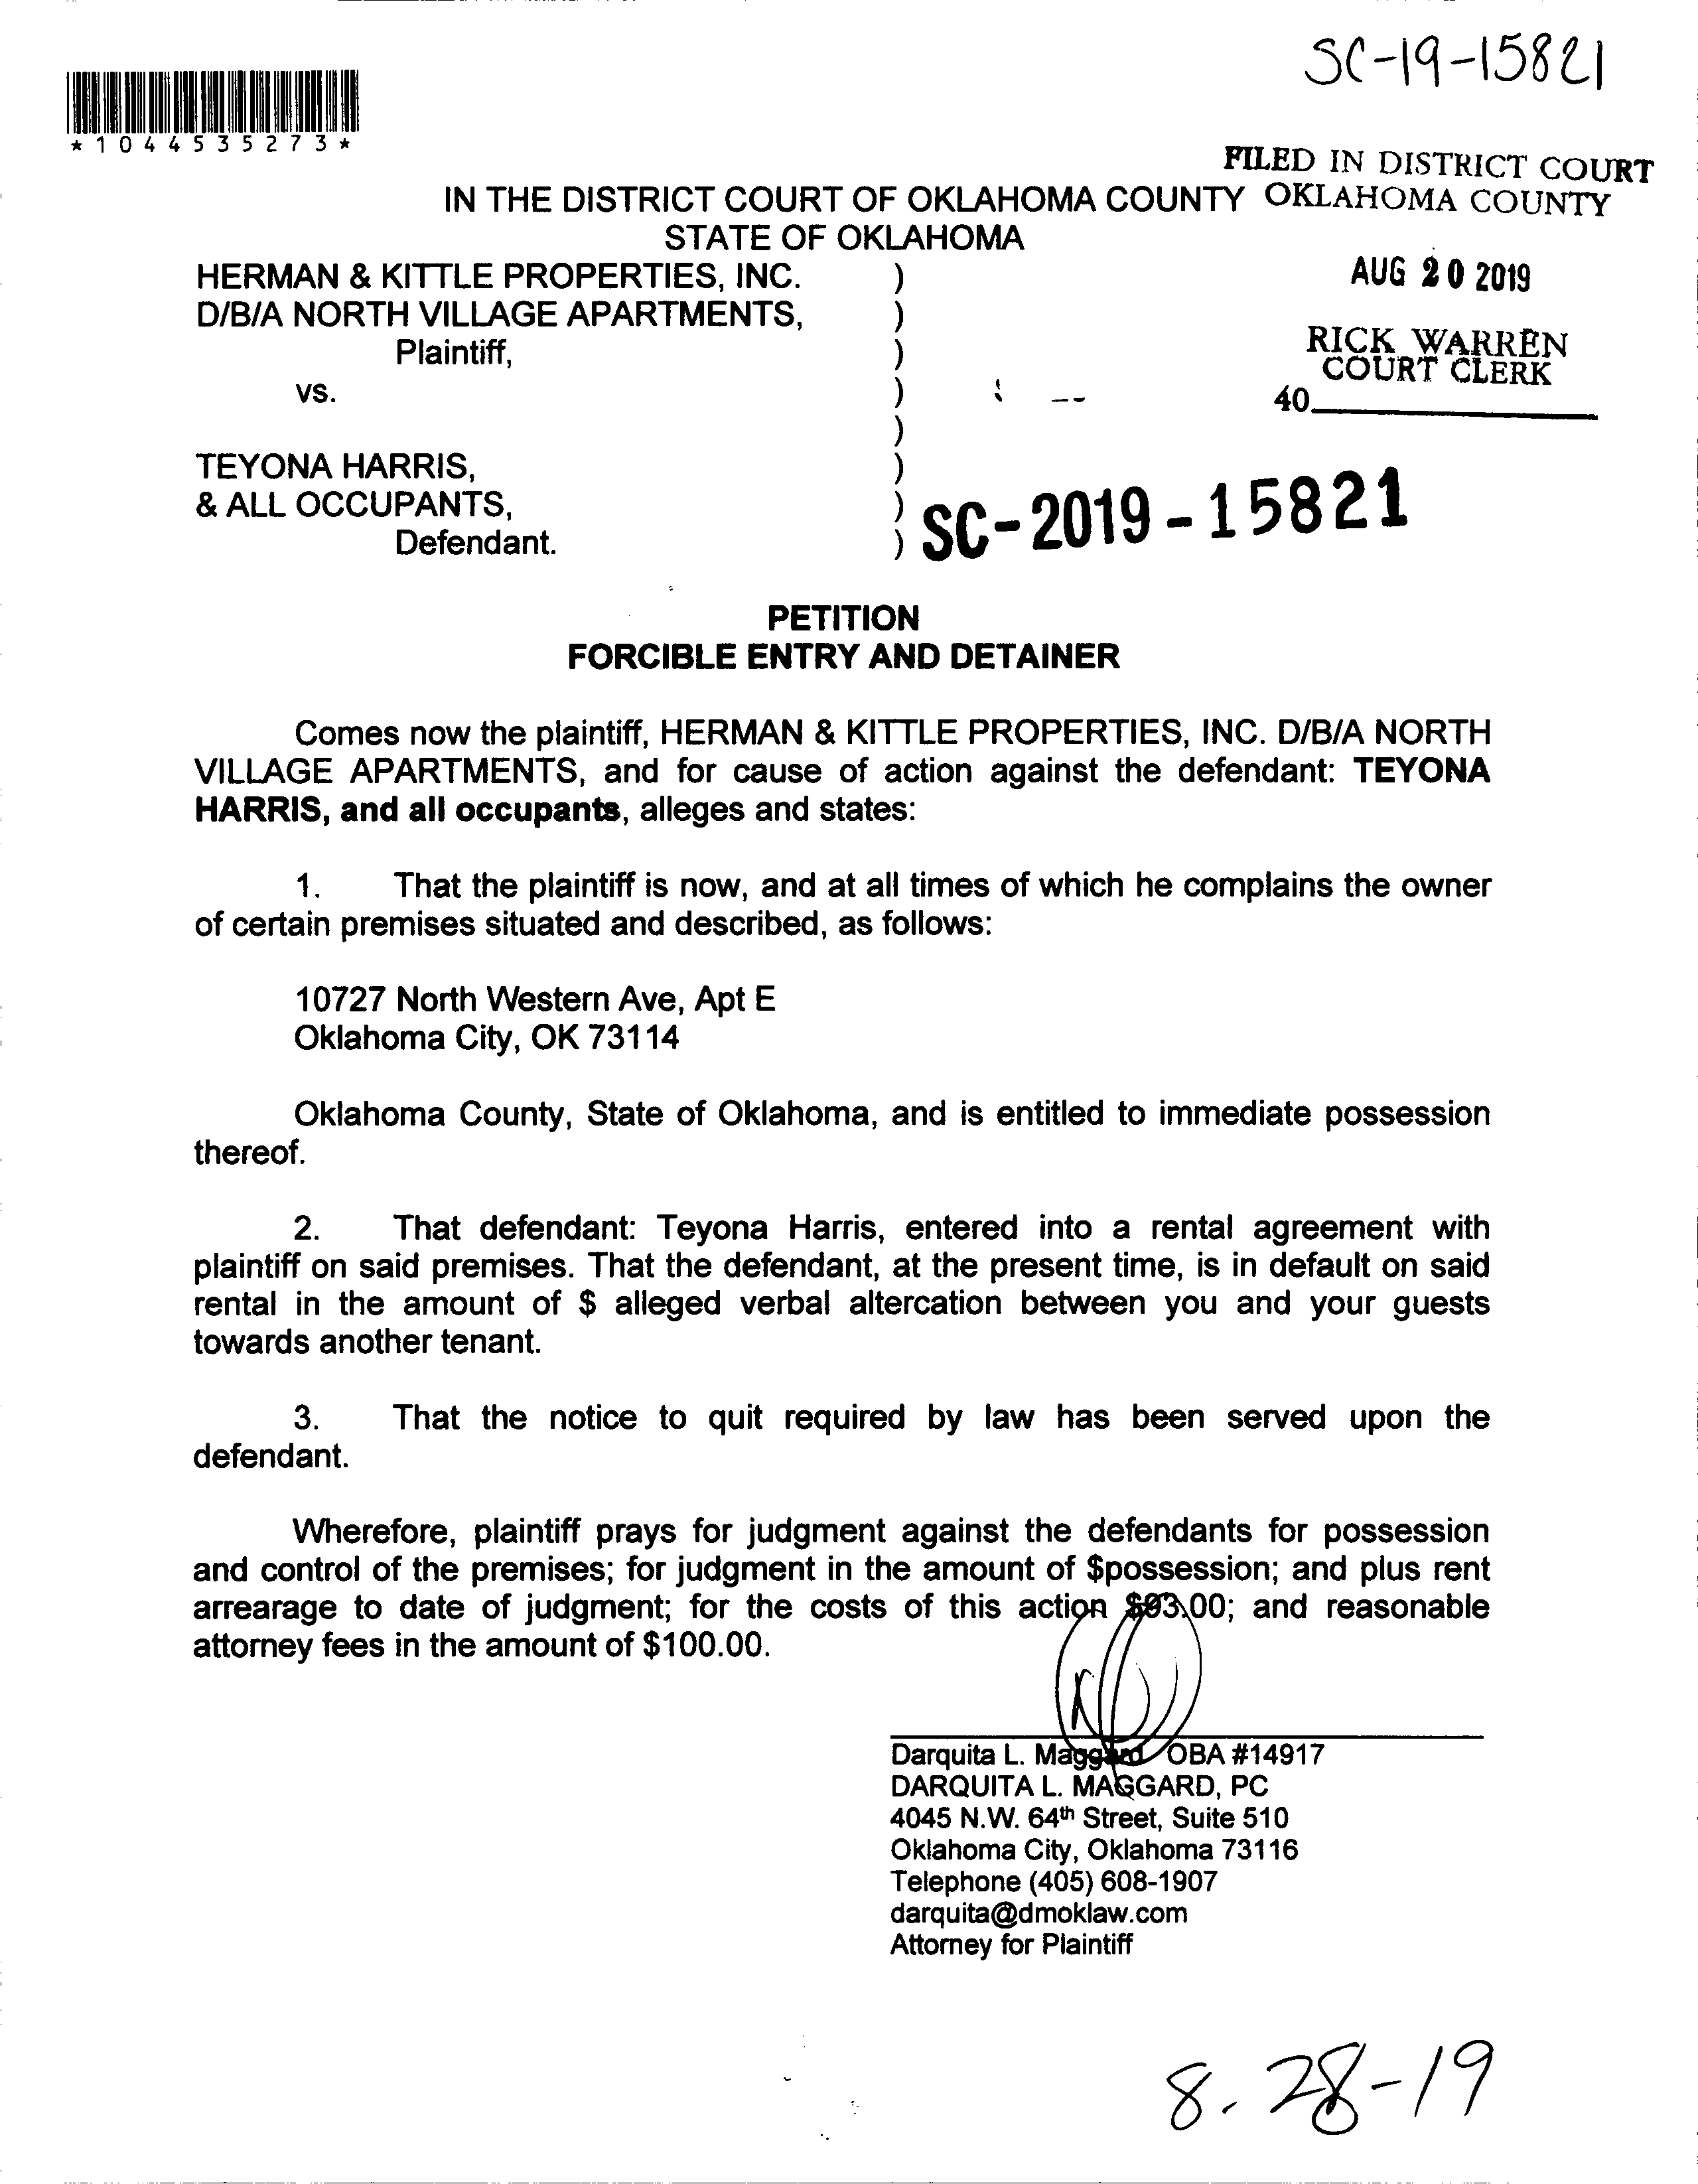 SC-19-15821
*1044535273*
FILED IN DISTRICT COURT
OKLAHOMA COUNTY
IN THE DISTRICT COURT OF OKLAHOMA COUNTY
STATE OF OKLAHOMA
HERMAN & KITTLE PROPERTIES, INC. )
D/B/A NORTH VILLAGE APARTMENTS, )
Plaintiff, )
vs. )
)
TEYONA HARRIS, )
& ALL OCCUPANTS, )
Defendant. )
AUG 20 2019
RICK WARREN
COURT CLERK
40
SC-2019-15821
PETITION
FORCIBLE ENTRY AND DETAINER
Comes now the plaintiff, HERMAN & KITTLE PROPERTIES, INC. D/B/A NORTH
VILLAGE APARTMENTS, and for cause of action against the defendant: TEYONA
HARRIS, and all occupants, alleges and states:
1. That the plaintiff is now, and at all times of which he complains the owner
of certain premises situated and described, as follows:
10727 North Western Ave, Apt E
Oklahoma City, OK 73114
Oklahoma County, State of Oklahoma, and is entitled to immediate possession
thereof.
2. That defendant: Teyona Harris, entered into a rental agreement with
plaintiff on said premises. That the defendant, at the present time, is in default on said
rental in the amount of $ alleged verbal altercation between you and your guests
towards another tenant.
3. That the notice to quit required by law has been served upon the
defendant.
Wherefore, plaintiff prays for judgment against the defendants for possession
and control of the premises; for judgment in the amount of $possession; and plus rent
arrearage to date of judgment; for the costs of this action $93.00; and reasonable
attorney fees in the amount of $100.00.
Darquita L. Maggard OBA #14917
DARQUITA L. MAGGARD, PC
4045 N.W. 64th Street, Suite 510
Oklahoma City, Oklahoma 73116
Telephone (405) 608-1907
darquita@dmoklaw.com
Attorney for Plaintiff
8-28-19